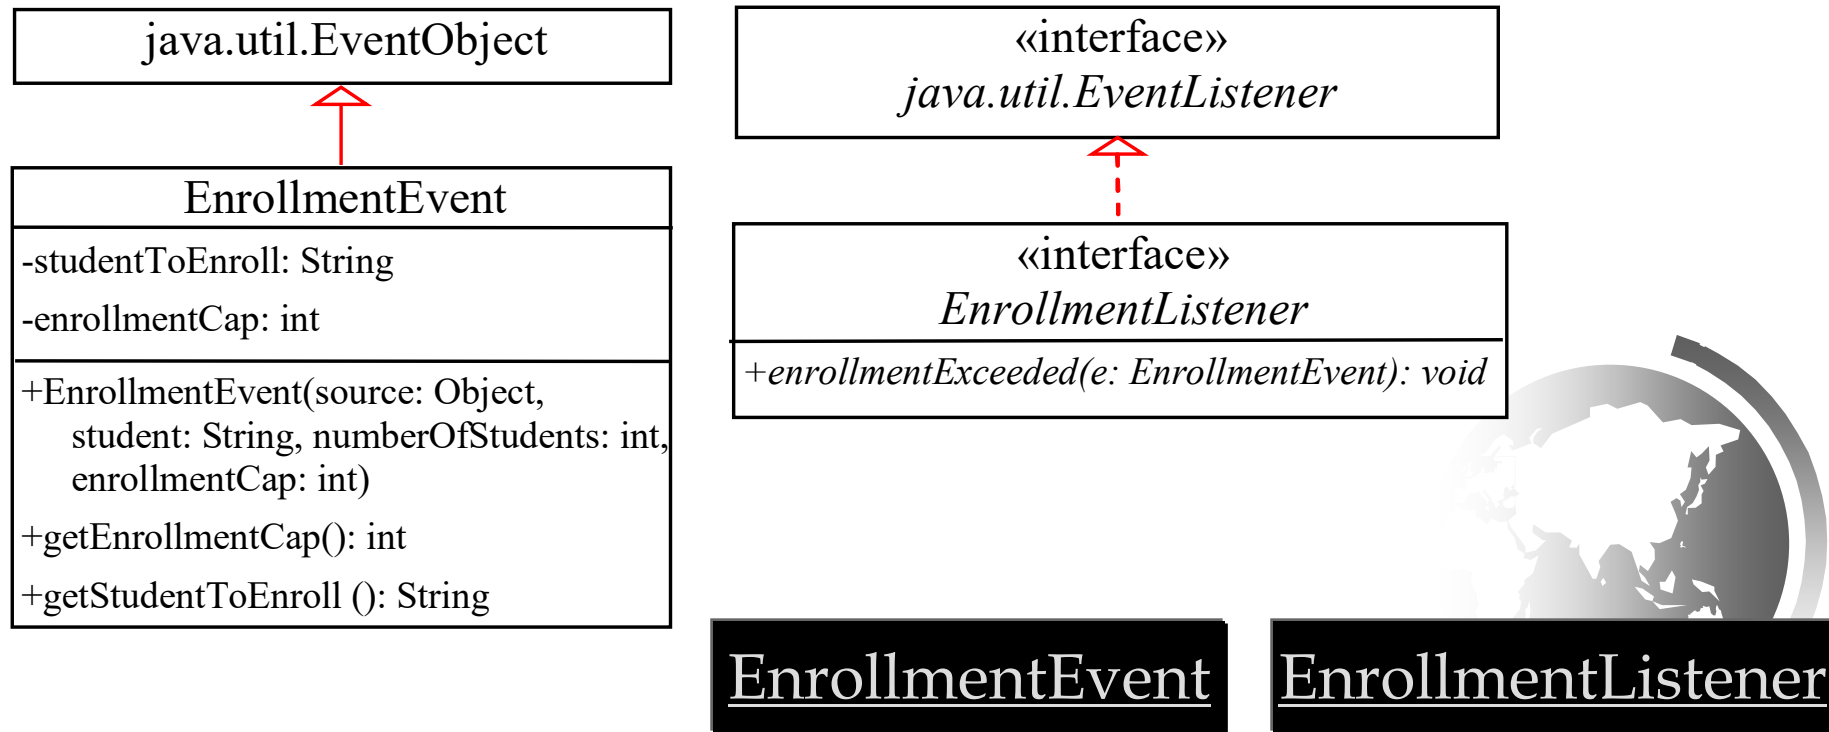 java.util.EventObject
EnrollmentEvent
-studentToEnroll: String
-enrollmentCap: int
+EnrollmentEvent(source: Object,
student: String, numberOfStudents: int,
enrollmentCap: int)
+getEnrollmentCap(): int
+getStudentToEnroll (): String
«interface»
java.util.EventListener
«interface»
EnrollmentListener
+enrollmentExceeded(e: EnrollmentEvent): void
EnrollmentEvent
EnrollmentListener